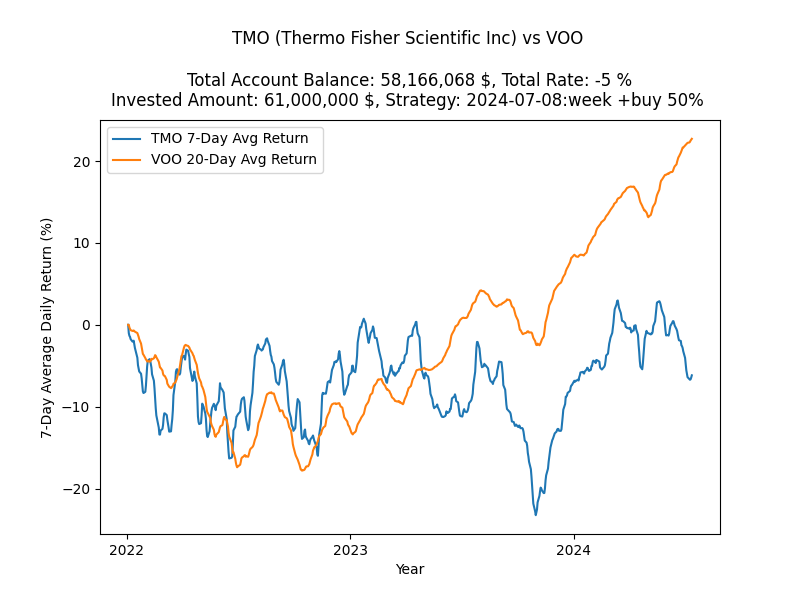 TMO (Thermo Fisher Scientific Inc) vs VOO
Total Account Balance: 58,166,068 $, Total Rate: -5 %
Invested Amount: 61,000,000 $, Strategy: 2024-07-08:week +buy 50%
TMO 7-Day Avg Return
VOO 20-Day Avg Return
7-Day Average Daily Return (%)
20
10
0
−10
−20
2022
2023
2024
Year